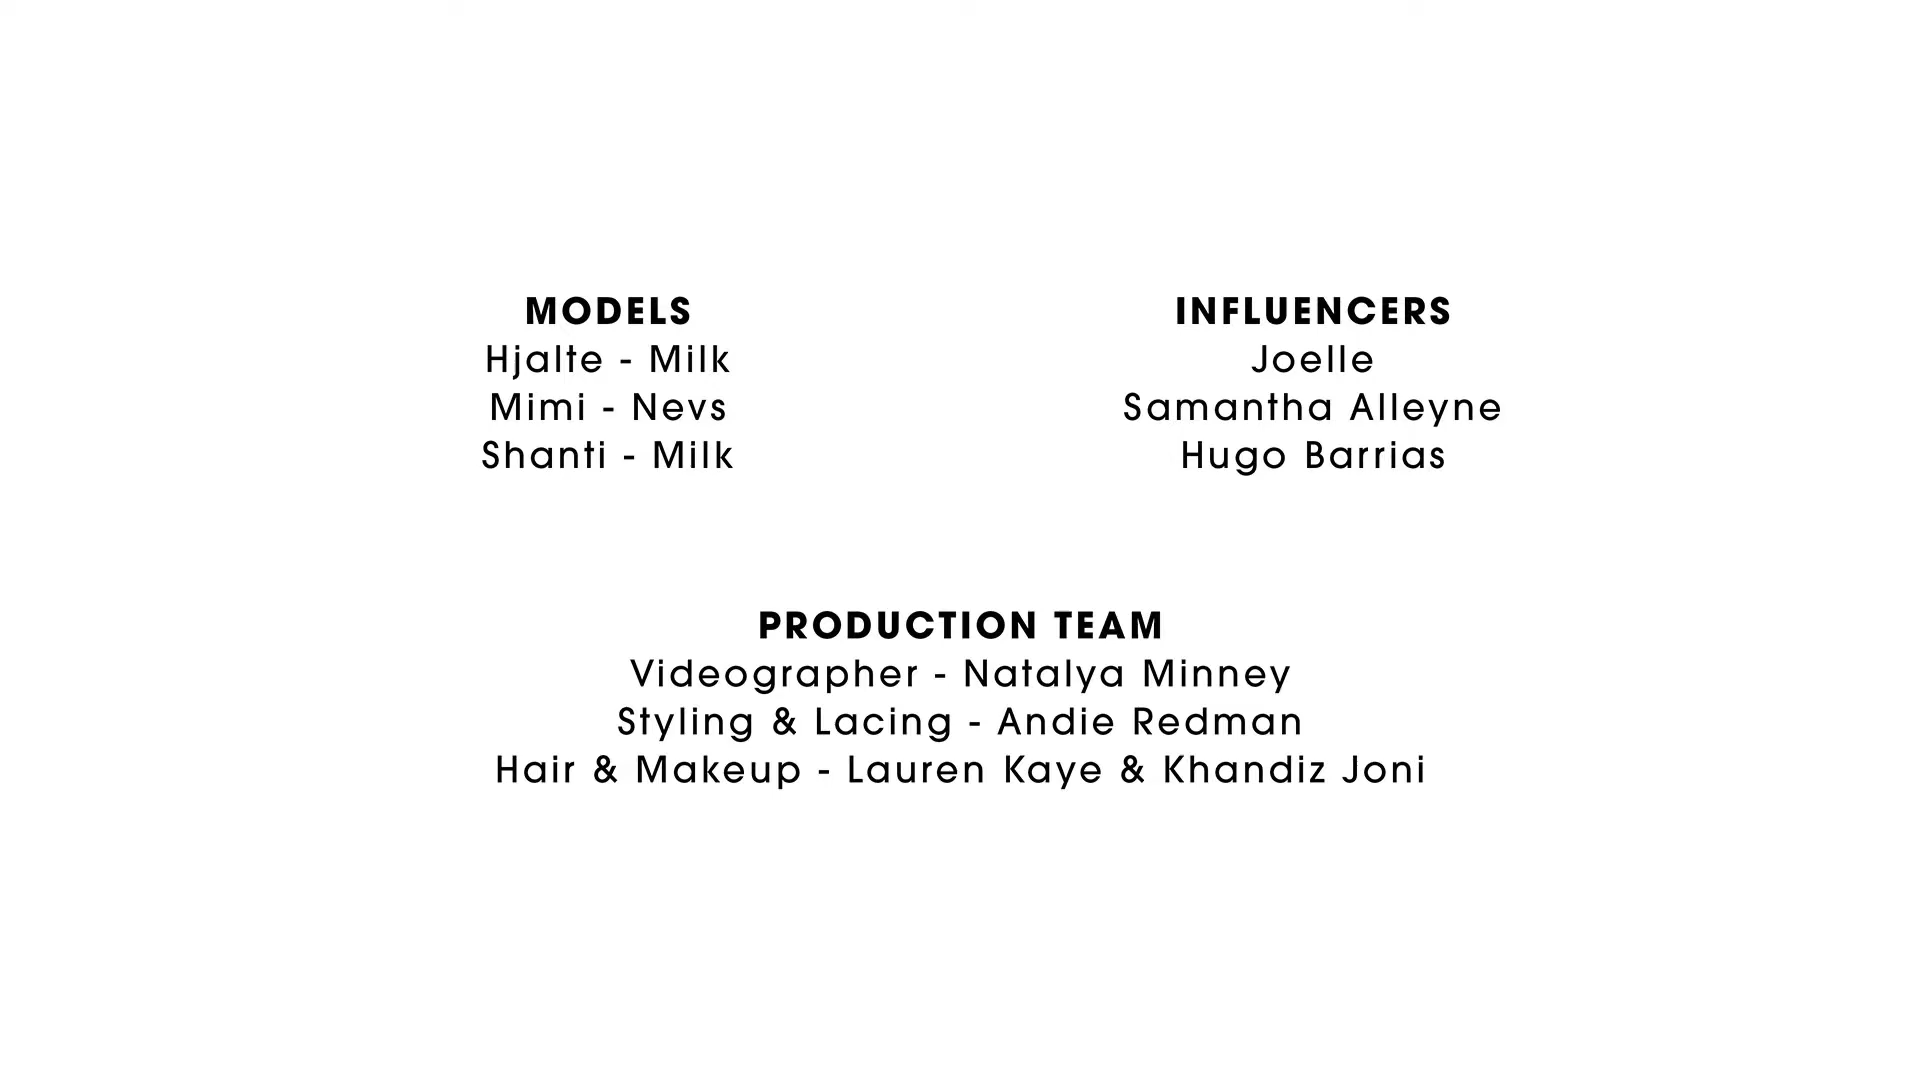 MODELS
Hjalte - Milk
Mimi - Nevs
Shanti - Milk
INFLUENCERS
Joelle
Samantha Alleyne
Hugo Barrias
PRODUCTION TEAM
Videographer - Natalya Minney
Styling & Lacing - Andie Redman
Hair & Makeup - Lauren Kaye & Khandiz Joni